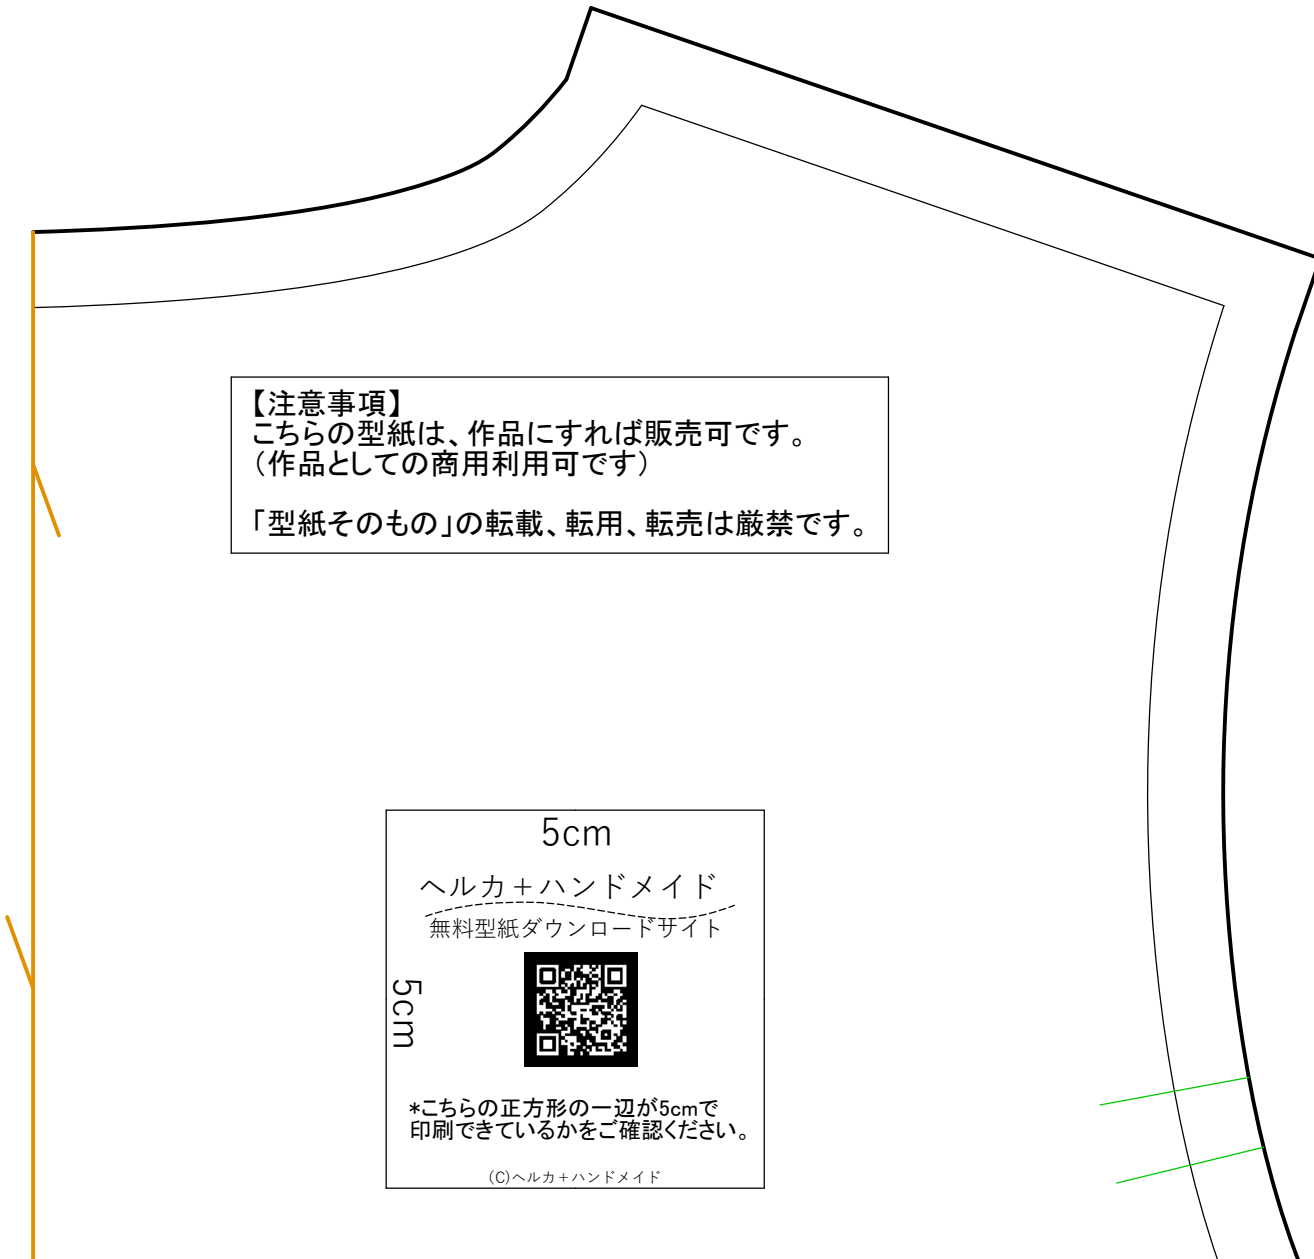 【注意事項】
こちらの型紙は、作品にすれば販売可です。
（作品としての商用利用可です）
「型紙そのもの」の転載、転用、転売は厳禁です。
5cm
ヘルカ＋ハンドメイド
無料型紙ダウンロードサイト
5cm
*こちらの正方形の一辺が5cmで
印刷できているかをご確認ください。
(C)ヘルカ＋ハンドメイド